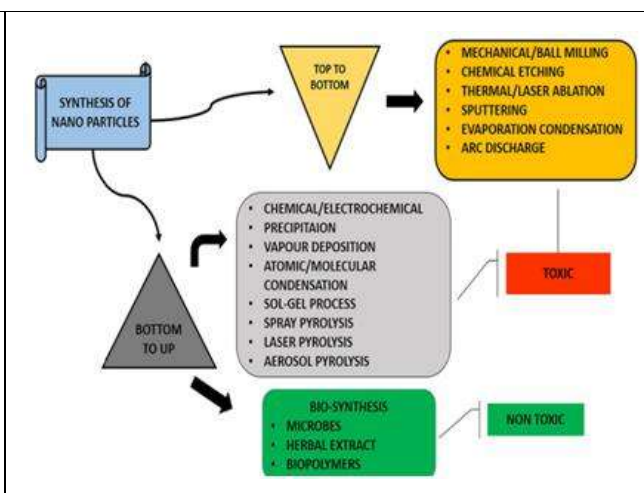 SYNTHESIS OF
NANO PARTICLES
TOP TO
BOTTOM
• MECHANICAL/BALL MILLING
• CHEMICAL ETCHING
• THERMAL/LASER ABLATION
• SPUTTERING
• EVAPORATION CONDENSATION
• ARC DISCHARGE
• CHEMICAL/ELECTROCHEMICAL
• PRECIPITAION
• VAPOUR DEPOSITION
• ATOMIC/MOLECULAR
CONDENSATION
• SOL-GEL PROCESS
• SPRAY PYROLYSIS
• LASER PYROLYSIS
• AEROSOL PYROLYSIS
TOXIC
BOTTOM
TO UP
BIO-SYNTHESIS
• MICROBES
• HERBAL EXTRACT
• BIOPOLYMERS
NON TOXIC